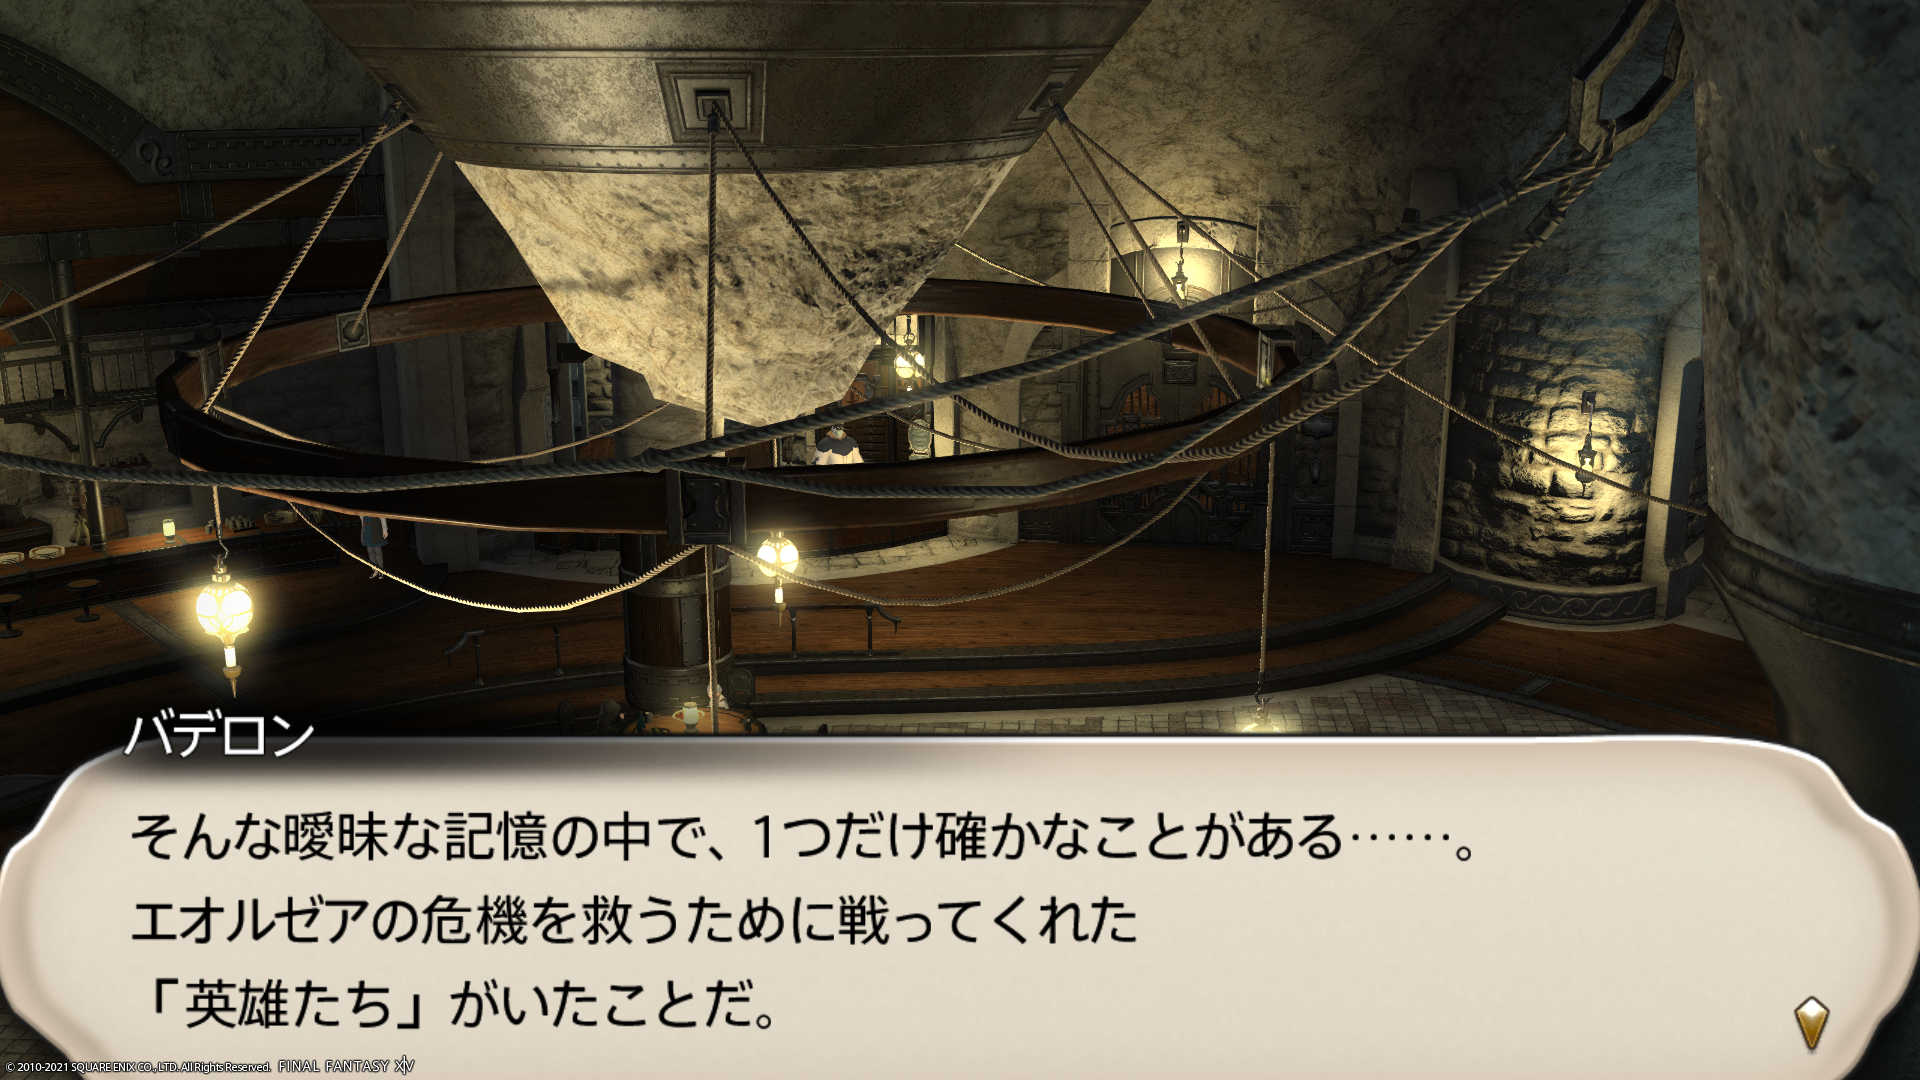 バデロン
そんな曖昧な記憶の中で、1つだけ確かなことがある……。
エオルゼアの危機を救うために戦ってくれた
「英雄たち」がいたことだ。
© 2010-2021 SQUARE ENIX CO., LTD. All Rights Reserved. FINAL FANTASY XIV